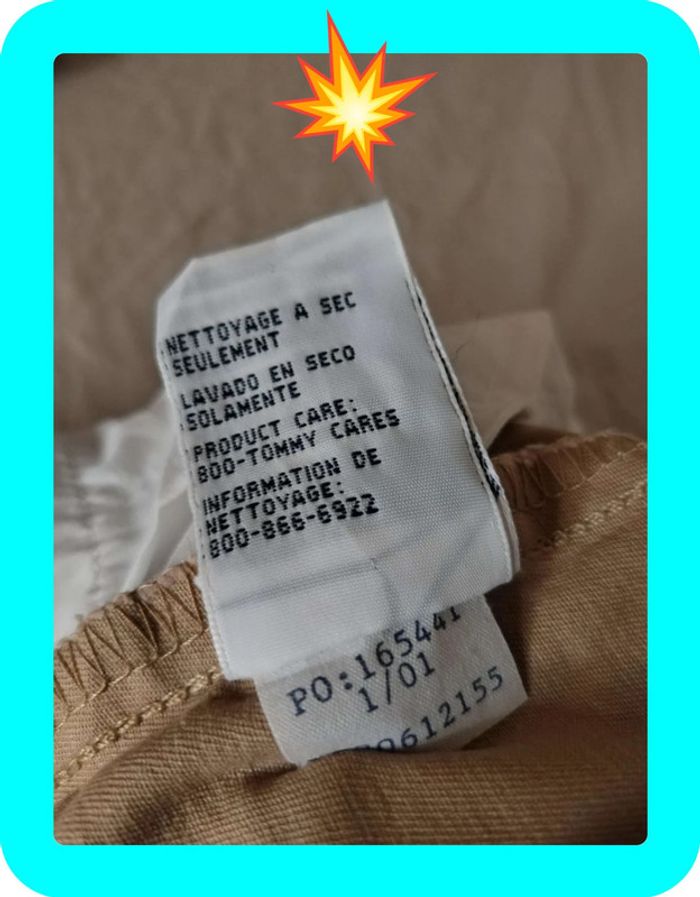 NETTOYAGE A SEC
SEULEMENT
LAVADO EN SECO
SOLAMENTE
PRODUCT CARE:
800-TOMMY CARES
INFORMATION DE
NETTOYAGE:
800-866-6922
PO:165441
1/01
0612155